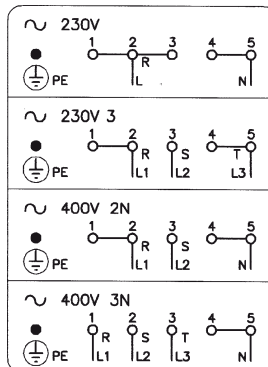 ∿ 230V
1 2 3 4 5
R
PE L N
∿ 230V 3
1 2 3 4 5
R S T
PE L1 L2 L3
∿ 400V 2N
1 2 3 4 5
R S
PE L1 L2 N
∿ 400V 3N
1 2 3 4 5
R S T
PE L1 L2 L3 N